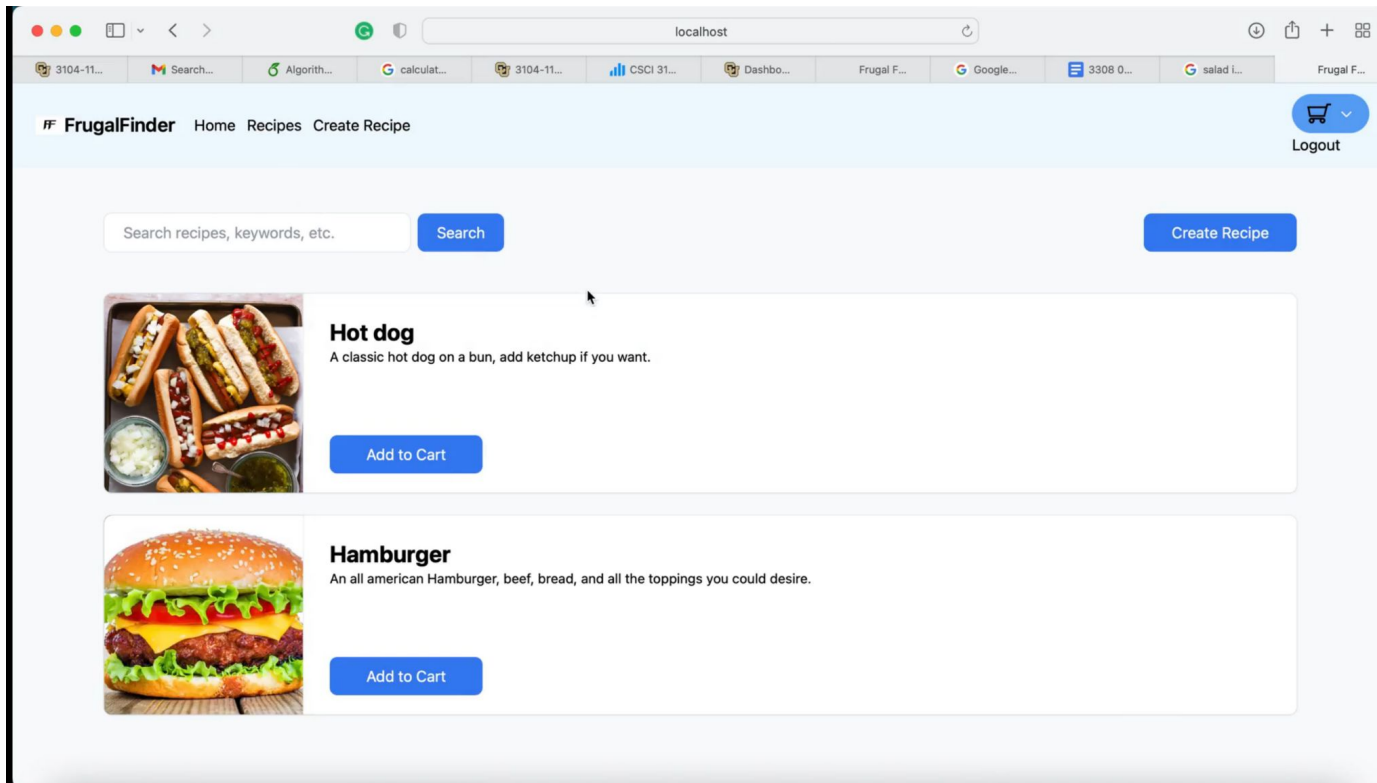 localhost
3104-11...
Search...
Algorith...
calculat...
3104-11...
CSCI 31...
Dashbo...
Frugal F...
Google...
3308 0...
salad i...
Frugal F...
FF FrugalFinder Home Recipes Create Recipe
Logout
Search recipes, keywords, etc. Search Create Recipe
Hot dog
A classic hot dog on a bun, add ketchup if you want.
Add to Cart
Hamburger
An all american Hamburger, beef, bread, and all the toppings you could desire.
Add to Cart